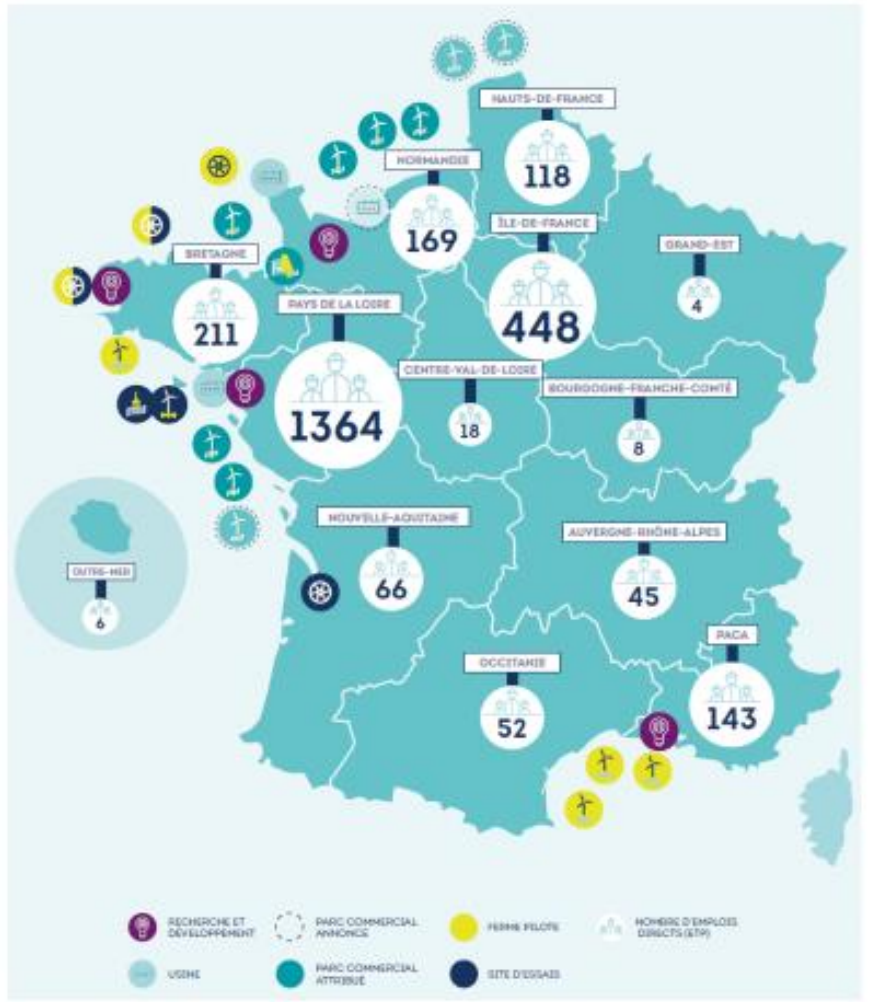 HAUTS-DE-FRANCE
118
NORMANDIE
169
ÎLE-DE-FRANCE
448
GRAND-EST
4
BRETAGNE
211
PAYS DE LA LOIRE
1364
CENTRE-VAL-DE-LOIRE
18
BOURGOGNE-FRANCHE-COMTÉ
8
NOUVELLE-AQUITAINE
66
AUVERGNE-RHÔNE-ALPES
45
OUTRE-MER
6
OCCITANIE
52
PACA
143
RECHERCHE ET
DÉVELOPPEMENT
PARC COMMERCIAL
ANNONCÉ
FERME PILOTE
NOMBRE D'EMPLOIS
DIRECTS (ETP)
USINE
PARC COMMERCIAL
ATTRIBUÉ
SITE D'ESSAIS